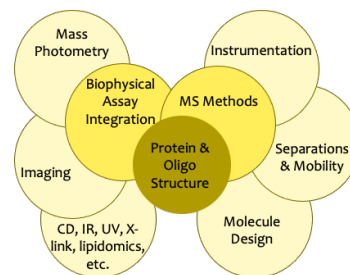 Mass
Photometry
Instrumentation
Biophysical
Assay
Integration
MS Methods
Protein &
Oligo
Structure
Separations
& Mobility
Imaging
CD, IR, UV, X-
link, lipidomics,
etc.
Molecule
Design